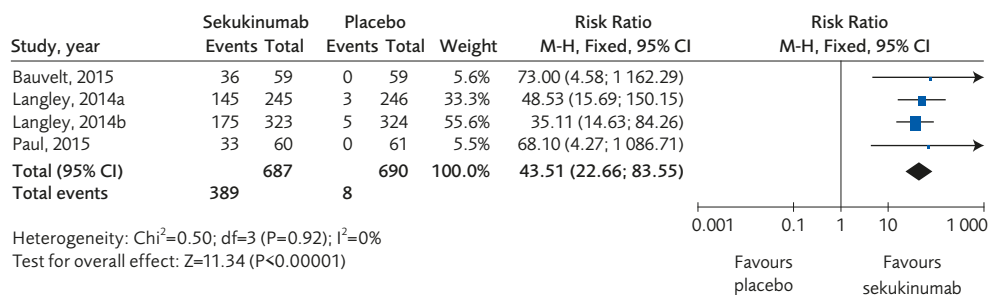 Sekukinumab Placebo Risk Ratio Risk Ratio
Study, year Events Total Events Total Weight M-H, Fixed, 95% CI M-H, Fixed, 95% CI
Bauvelt, 2015 36 59 0 59 5.6% 73.00 (4.58; 1 162.29)
Langley, 2014a 145 245 3 246 33.3% 48.53 (15.69; 150.15)
Langley, 2014b 175 323 5 324 55.6% 35.11 (14.63; 84.26)
Paul, 2015 33 60 0 61 5.5% 68.10 (4.27; 1 086.71)
Total (95% CI) 687 690 100.0% 43.51 (22.66; 83.55)
Total events 389 8
0.001 0.1 1 10 1 000
Heterogeneity: Chi²=0.50; df=3 (P=0.92); I²=0%
Test for overall effect: Z=11.34 (P<0.00001)
Favours Favours
placebo sekukinumab